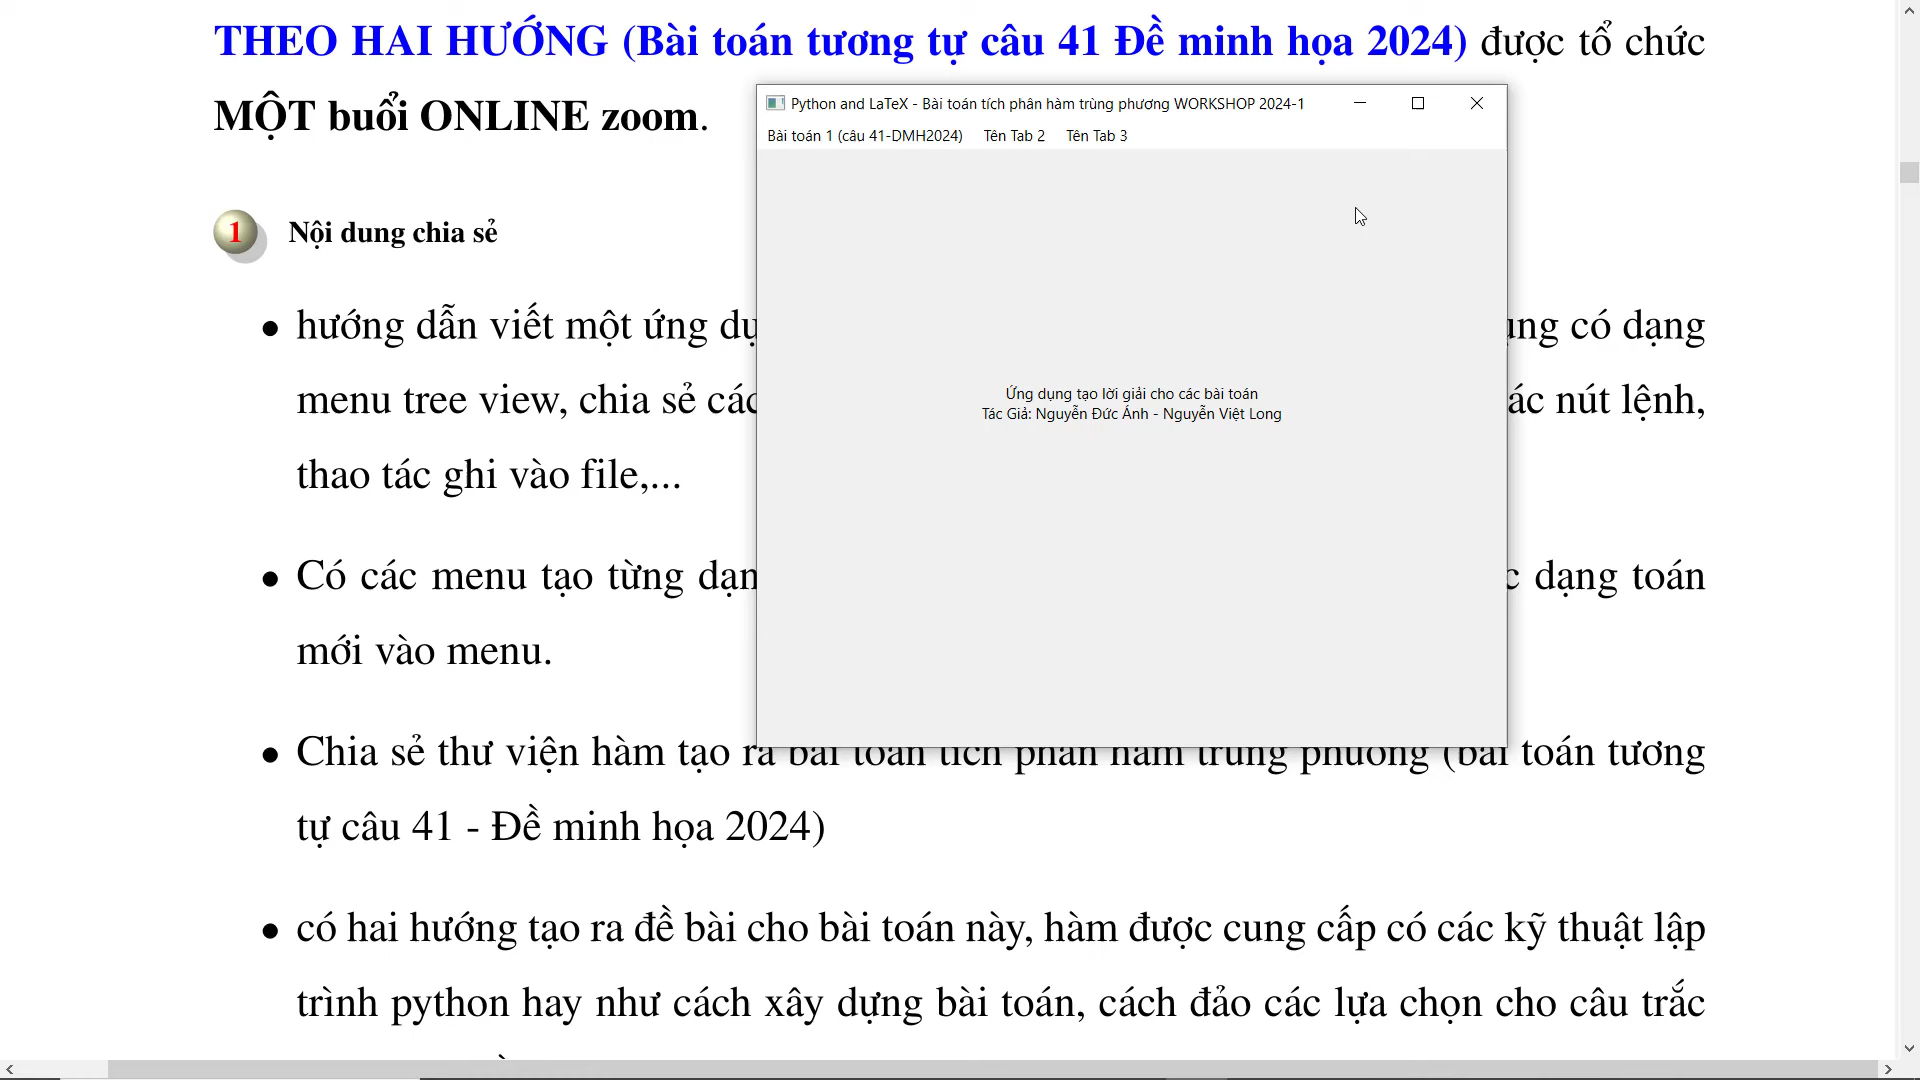 THEO HAI HƯỚNG (Bài toán tương tự câu 41 Đề minh họa 2024) được tổ chức
MỘT buổi ONLINE zoom.
Python and LaTeX - Bài toán tích phân hàm trùng phương WORKSHOP 2024-1
Bài toán 1 (câu 41-DMH2024) Tên Tab 2 Tên Tab 3
Ứng dụng tạo lời giải cho các bài toán
Tác Giả: Nguyễn Đức Ánh - Nguyễn Việt Long
1 Nội dung chia sẻ
• hướng dẫn viết một ứng có dạng
menu tree view, chia sẻ nút lệnh,
thao tác ghi vào file,...
• Có các menu tạo từng dạng toán
mới vào menu.
• Chia sẻ thư viện hàm tạo ra bài toán tích phân hàm trùng phương (bài toán tương
tự câu 41 - Đề minh họa 2024)
• có hai hướng tạo ra đề bài cho bài toán này, hàm được cung cấp có các kỹ thuật lập
trình python hay như cách xây dựng bài toán, cách đảo các lựa chọn cho câu trắc